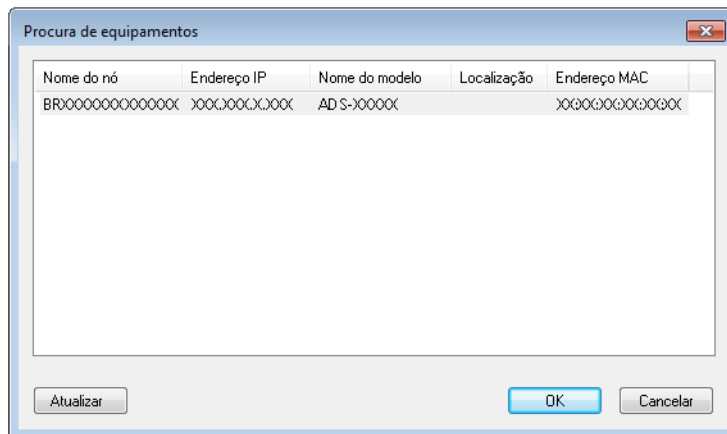 Procura de equipamentos
Nome do nó Endereço IP Nome do modelo Localização Endereço MAC
BRXXXXXXXXXXXXX XXX.XXX.X.XXX ADS-XXXXX XX:XX:XX:XX:XX:XX
Atualizar OK Cancelar